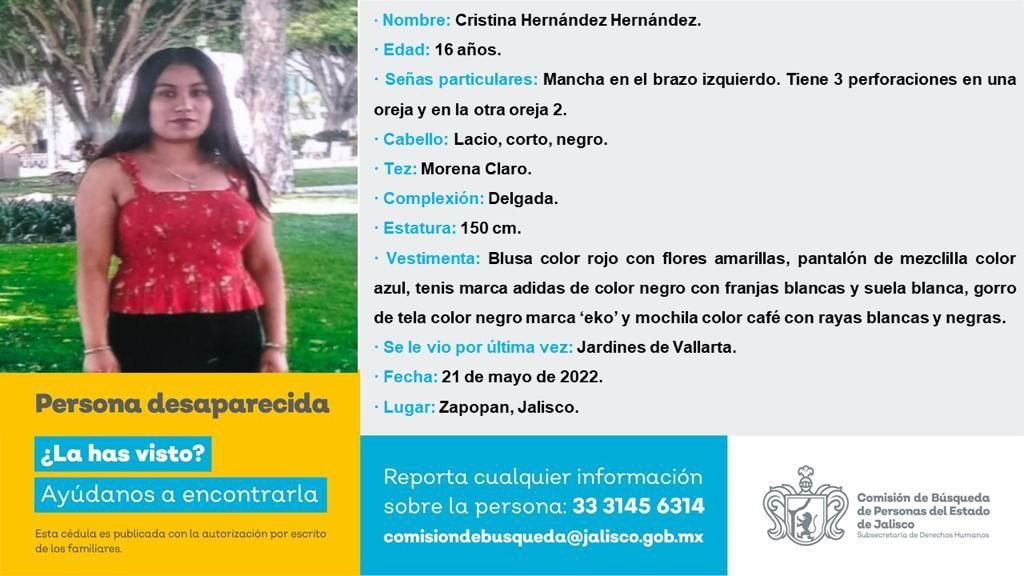 · Nombre: Cristina Hernández Hernández.
· Edad: 16 años.
· Señas particulares: Mancha en el brazo izquierdo. Tiene 3 perforaciones en una
oreja y en la otra oreja 2.
· Cabello: Lacio, corto, negro.
· Tez: Morena Claro.
· Complexión: Delgada.
· Estatura: 150 cm.
· Vestimenta: Blusa color rojo con flores amarillas, pantalón de mezclilla color
azul, tenis marca adidas de color negro con franjas blancas y suela blanca, gorro
de tela color negro marca ‘eko’ y mochila color café con rayas blancas y negras.
· Se le vio por última vez: Jardines de Vallarta.
· Fecha: 21 de mayo de 2022.
· Lugar: Zapopan, Jalisco.
Persona desaparecida
¿La has visto?
Ayúdanos a encontrarla
Esta cédula es publicada con la autorización por escrito
de los familiares.
Reporta cualquier información
sobre la persona: 33 3145 6314
comisiondebusqueda@jalisco.gob.mx
Comisión de Búsqueda
de Personas del Estado
de Jalisco
Subsecretaría de Derechos Humanos